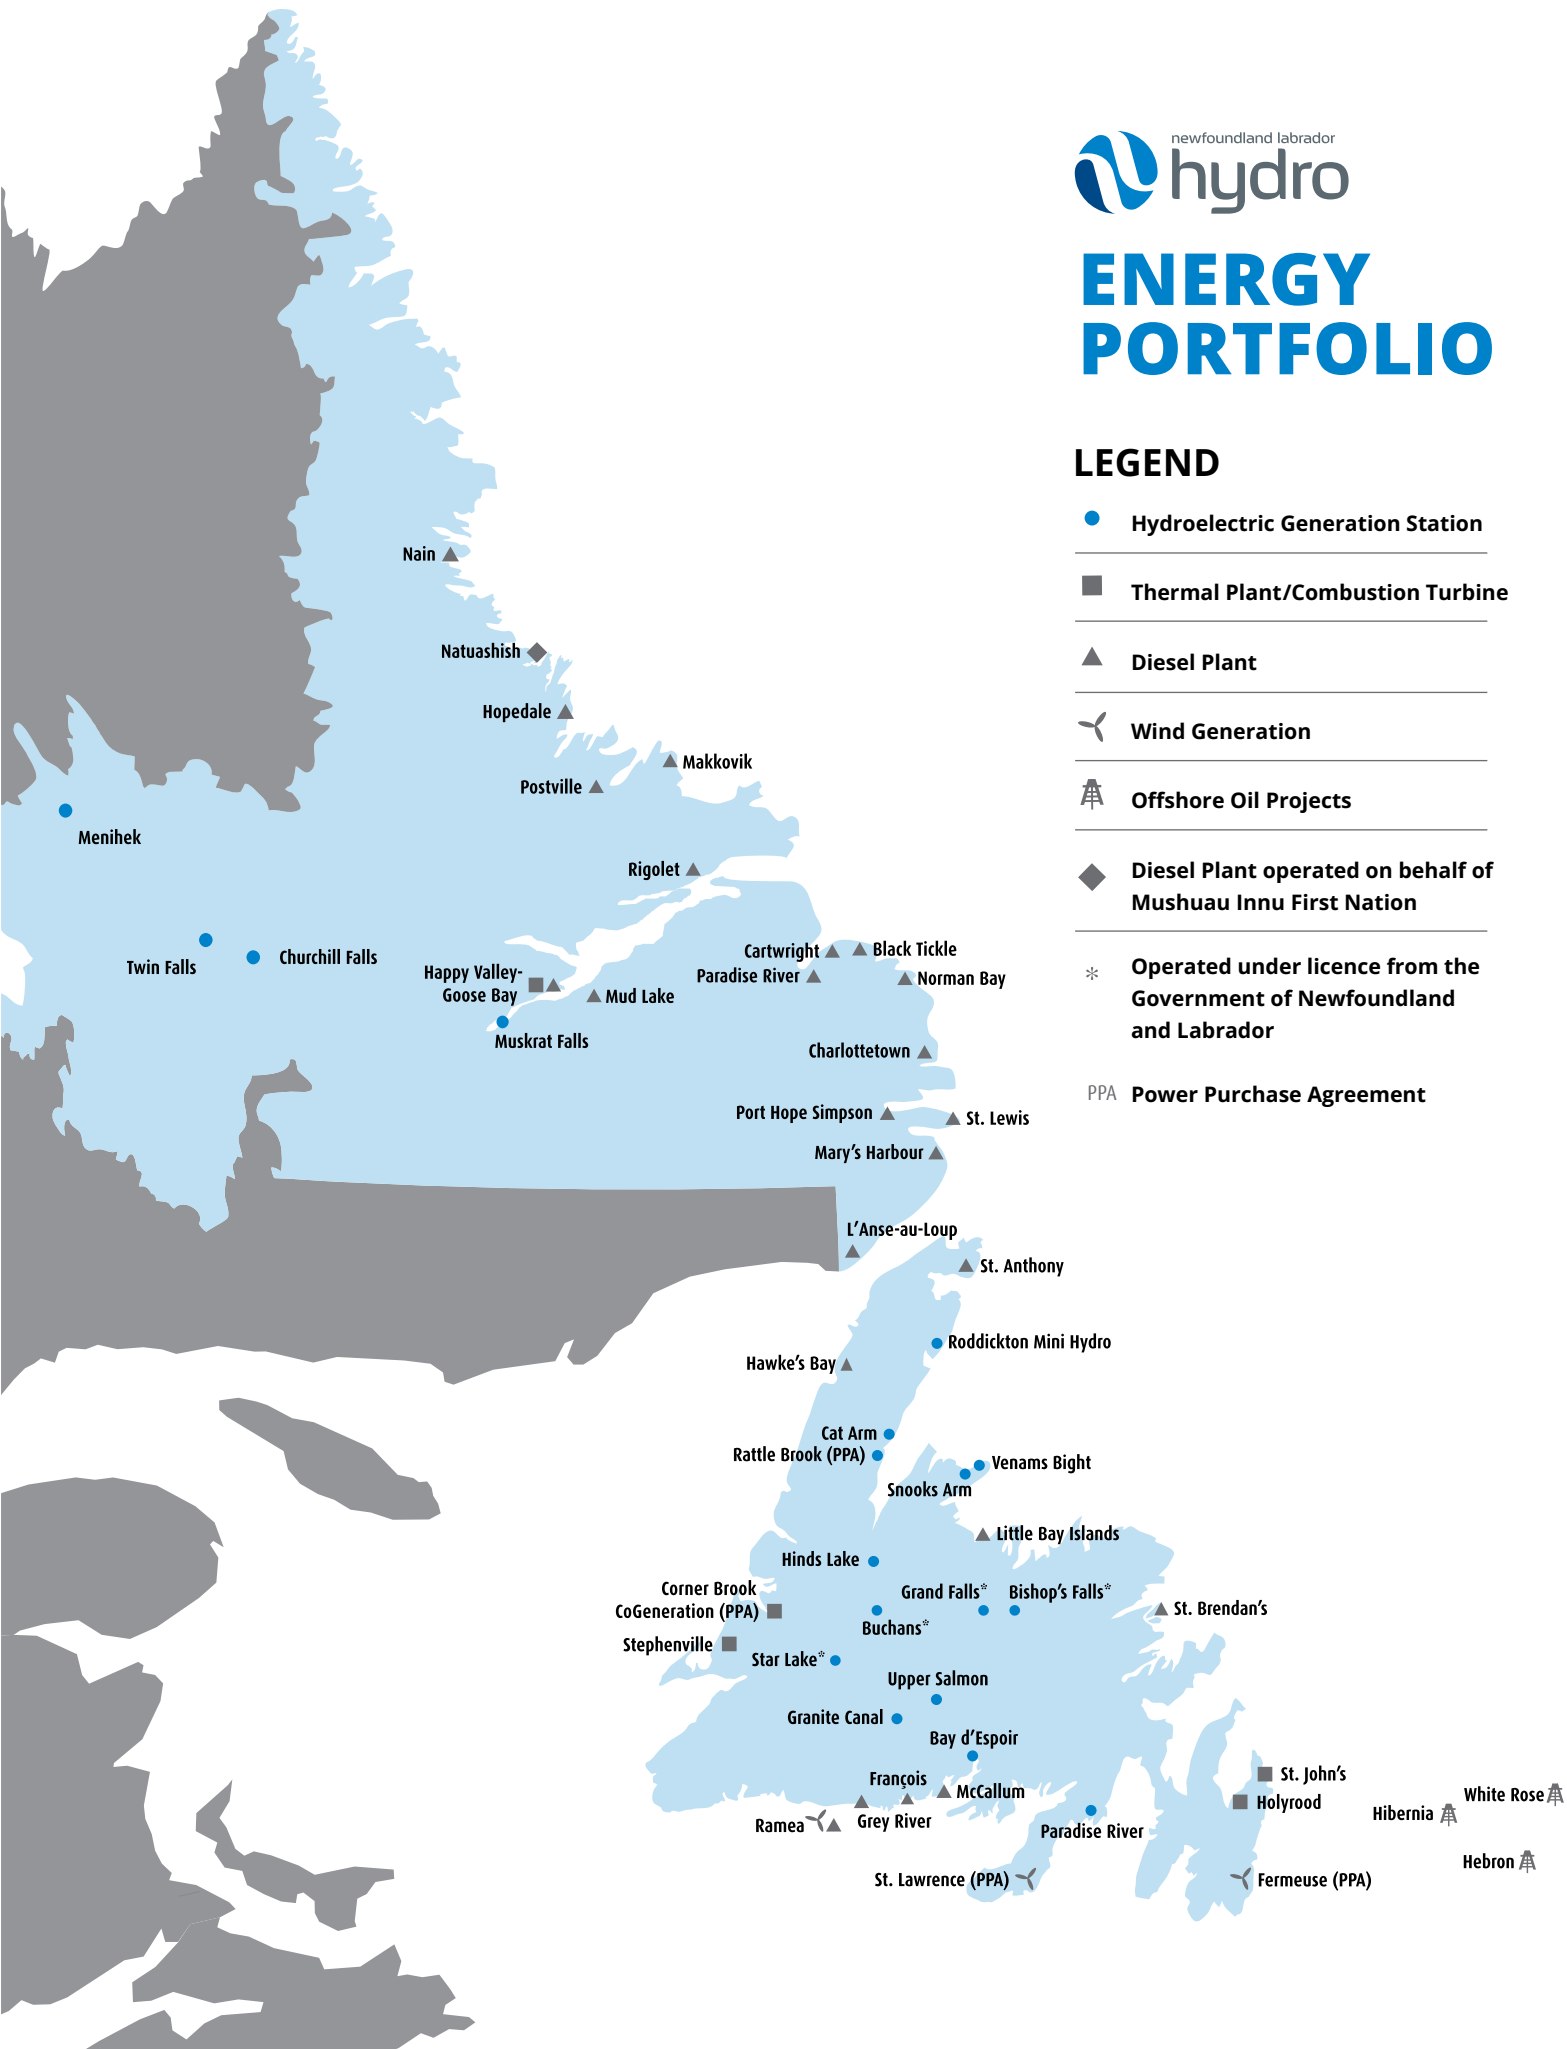 newfoundland labrador
hydro
ENERGY
PORTFOLIO
LEGEND
Hydroelectric Generation Station
Thermal Plant/Combustion Turbine
Diesel Plant
Wind Generation
Offshore Oil Projects
Diesel Plant operated on behalf of
Mushuau Innu First Nation
* Operated under licence from the
Government of Newfoundland
and Labrador
PPA Power Purchase Agreement
Nain
Natuashish
Hopedale
Makkovik
Postville
Menihek
Rigolet
Twin Falls
Churchill Falls
Cartwright
Black Tickle
Paradise River
Norman Bay
Happy Valley-
Goose Bay
Mud Lake
Muskrat Falls
Charlottetown
Port Hope Simpson
St. Lewis
Mary's Harbour
L'Anse-au-Loup
St. Anthony
Roddickton Mini Hydro
Hawke's Bay
Cat Arm
Rattle Brook (PPA)
Venams Bight
Snooks Arm
Little Bay Islands
Hinds Lake
Corner Brook
CoGeneration (PPA)
Grand Falls*
Bishop's Falls*
Buchans*
St. Brendan's
Stephenville
Star Lake*
Upper Salmon
Granite Canal
Bay d'Espoir
François
McCallum
St. John's
Holyrood
White Rose
Hibernia
Ramea
Grey River
Paradise River
Hebron
St. Lawrence (PPA)
Fermeuse (PPA)